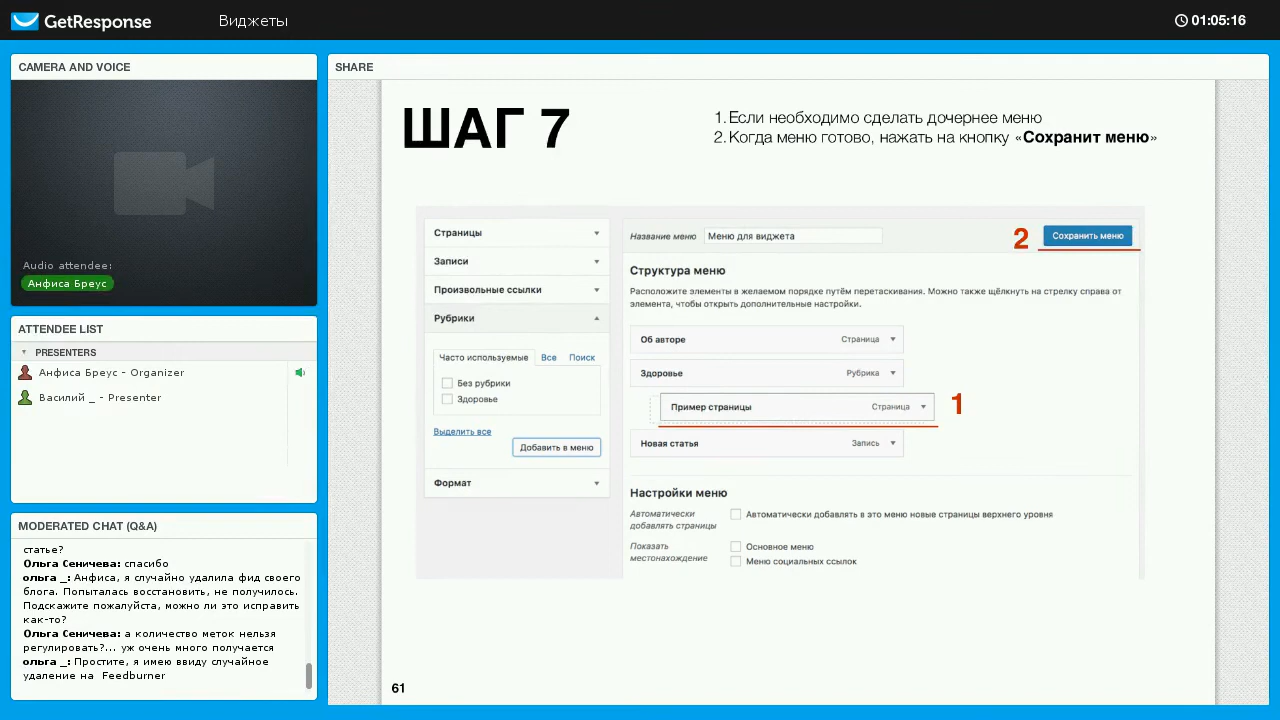 GetResponse
Виджеты
01:05:16
CAMERA AND VOICE
Audio attendee:
Анфиса Бреус
ATTENDEE LIST
PRESENTERS
Анфиса Бреус - Organizer
Василий _ - Presenter
MODERATED CHAT (Q&A)
статье?
Ольга Сеничева: спасибо
ольга _: Анфиса, я случайно удалила фид своего
блога. Попыталась восстановить, не получилось.
Подскажите пожалуйста, можно ли это исправить
как-то?
Ольга Сеничева: а количество меток нельзя
регулировать?... уж очень много получается
ольга _: Простите, я имею ввиду случайное
удаление на Feedburner
SHARE
ШАГ 7
1. Если необходимо сделать дочернее меню
2. Когда меню готово, нажать на кнопку «Сохранит меню»
Страницы
Записи
Произвольные ссылки
Рубрики
Часто используемые Все Поиск
Без рубрики
Здоровье
Выделить все
Добавить в меню
Формат
Название меню Меню для виджета 2 Сохранить меню
Структура меню
Расположите элементы в желаемом порядке путём перетаскивания. Можно также щёлкнуть на стрелку справа от
элемента, чтобы открыть дополнительные настройки.
Об авторе Страница
Здоровье Рубрика
Пример страницы Страница 1
Новая статья Запись
Настройки меню
Автоматически
добавлять страницы
Автоматически добавлять в это меню новые страницы верхнего уровня
Показать
местонахождение
Основное меню
Меню социальных ссылок
61